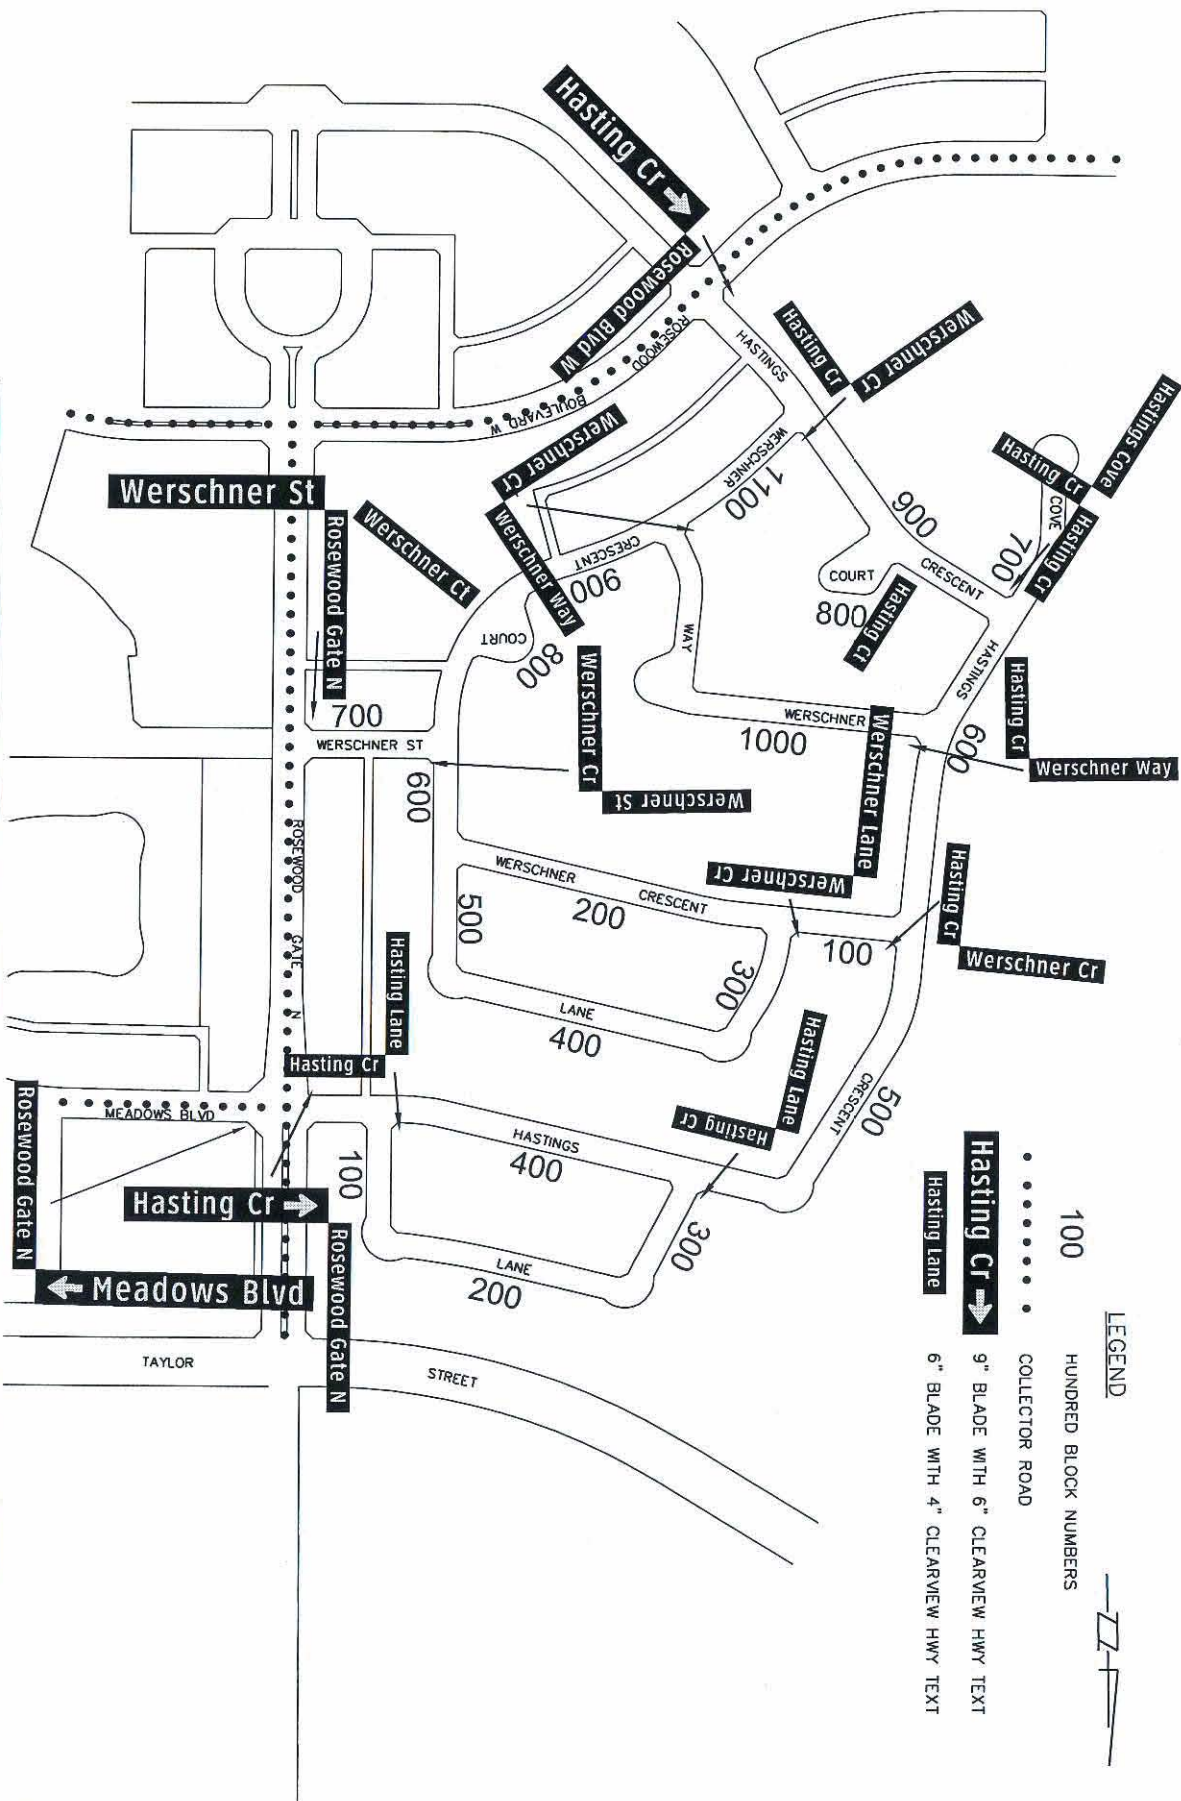 Hasting Cr →
Rosewood Blvd W
ROSEWOOD
BOULEVARD W
HASTINGS
Hasting Cr
Werschner Cr
WERSCHNER
1100
900
Hastings Cove
Hasting Cr
Hasting Cr
COVE
700
CRESCENT
COURT
800
Hasting Ct
HASTINGS
Werschner Cr
Werschner Way
CRESCENT
900
WAY
Werschner St
Rosewood Gate N
Werschner Ct
COURT
800
Werschner Cr
Werschner St
WERSCHNER
1000
Werschner Lane
Werschner Cr
Hasting Cr
Werschner Way
600
700
WERSCHNER ST
600
ROSEWOOD GATE N
WERSCHNER CRESCENT
200
500
300
100
Hasting Cr
Werschner Cr
LANE
400
Hasting Lane
Hasting Cr
Hasting Lane
Hasting Cr
CRESCENT
500
HASTINGS
400
100
300
LANE
200
MEADOWS BLVD
Rosewood Gate N
← Meadows Blvd
Hasting Cr →
Rosewood Gate N
TAYLOR
STREET
LEGEND
100 HUNDRED BLOCK NUMBERS
COLLECTOR ROAD
Hasting Cr → 9" BLADE WITH 6" CLEARVIEW HWY TEXT
Hasting Lane 6" BLADE WITH 4" CLEARVIEW HWY TEXT